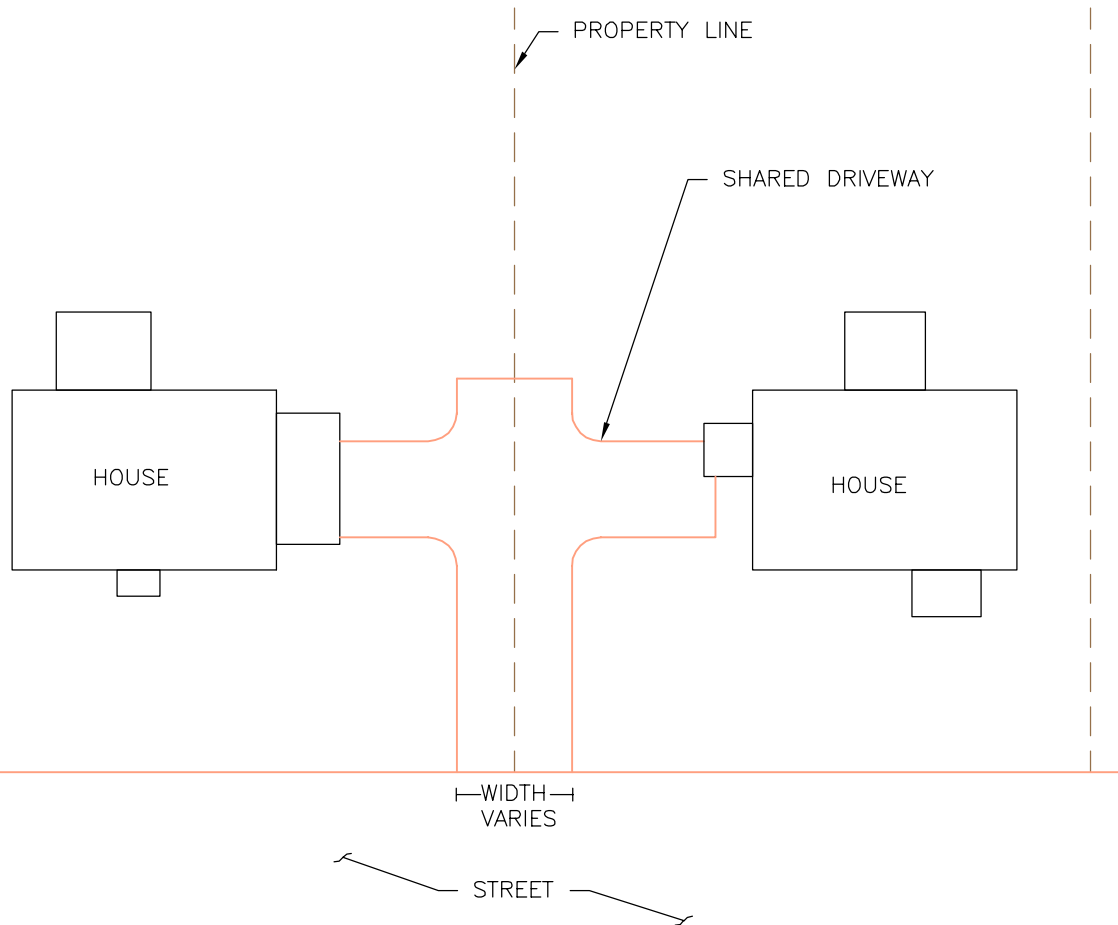 PROPERTY LINE
SHARED DRIVEWAY
HOUSE
HOUSE
WIDTH
VARIES
STREET